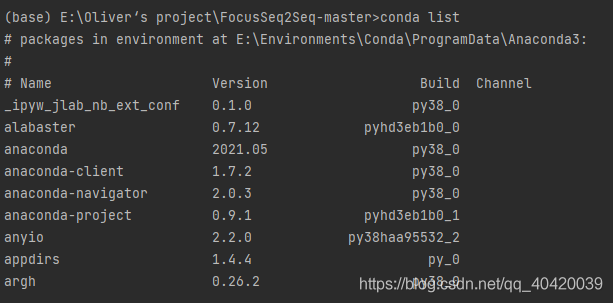 (base) E:\Oliver‘s project\FocusSeq2Seq-master>conda list
# packages in environment at E:\Environments\Conda\ProgramData\Anaconda3:
#
# Name Version Build Channel
_ipyw_jlab_nb_ext_conf 0.1.0 py38_0
alabaster 0.7.12 pyhd3eb1b0_0
anaconda 2021.05 py38_0
anaconda-client 1.7.2 py38_0
anaconda-navigator 2.0.3 py38_0
anaconda-project 0.9.1 pyhd3eb1b0_1
anyio 2.2.0 py38haa95532_2
appdirs 1.4.4 py_0
argh 0.26.2 py38_0
https://blog.csdn.net/qq_40420039